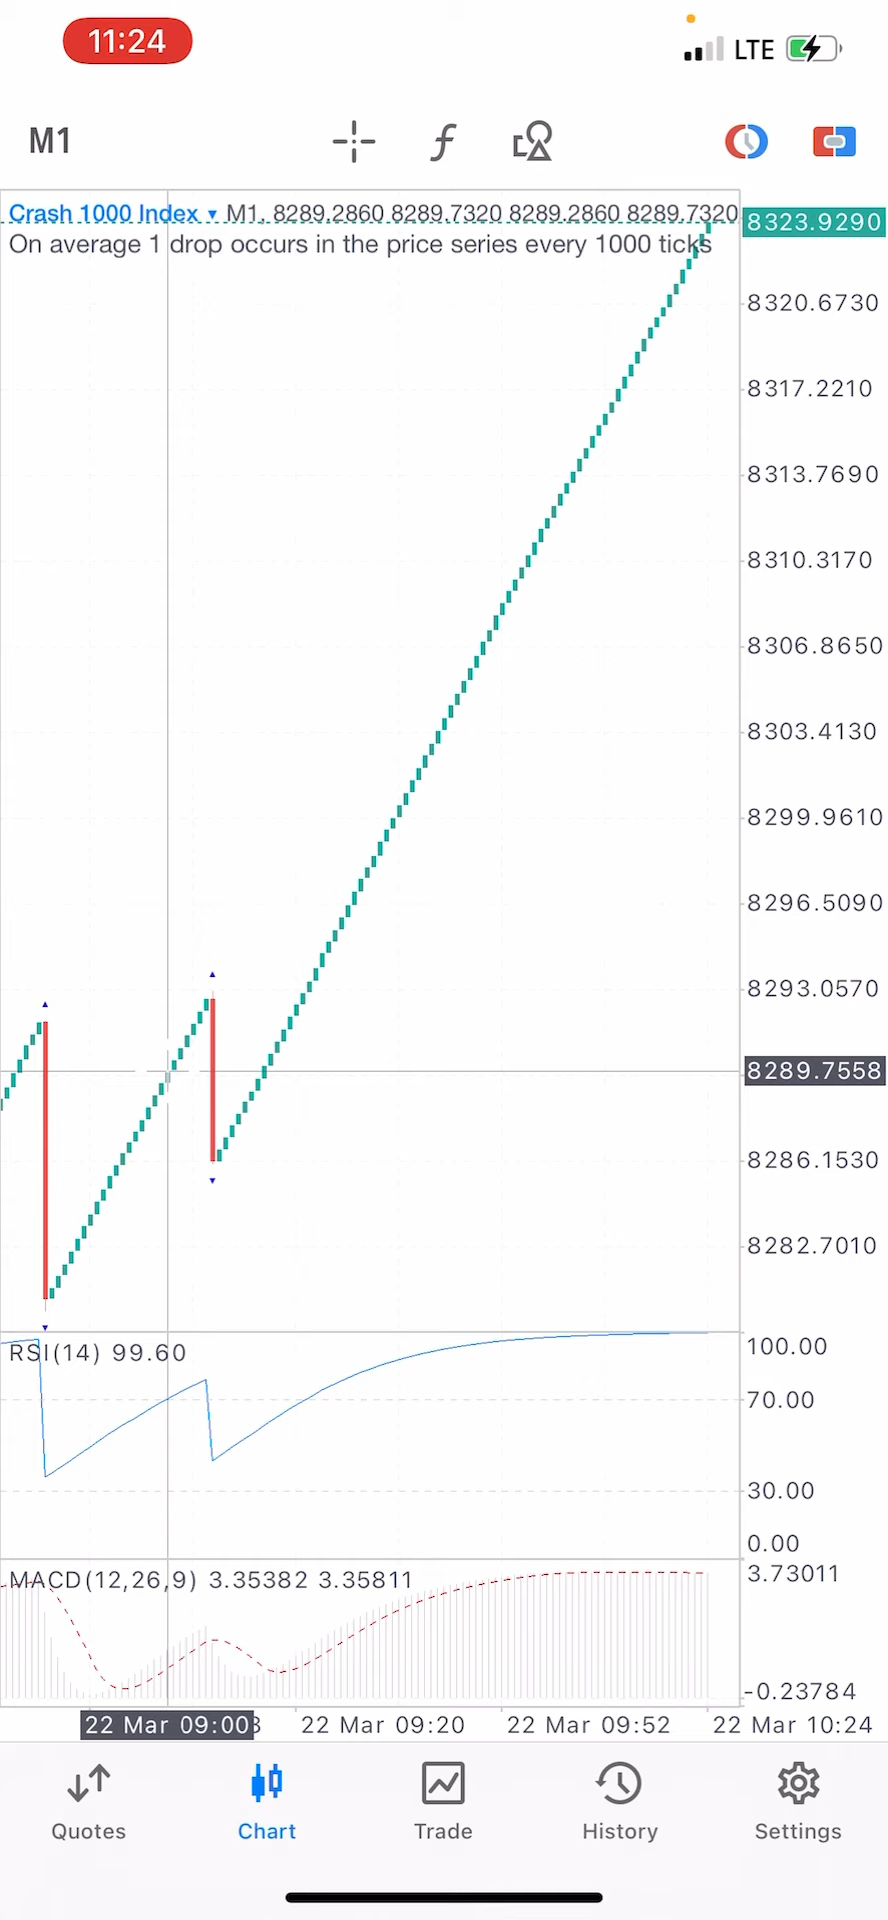 11:24
LTE
M1
Crash 1000 Index ▾ M1, 8289.2860 8289.7320 8289.2860 8289.7320
On average 1 drop occurs in the price series every 1000 ticks
8323.9290
8320.6730
8317.2210
8313.7690
8310.3170
8306.8650
8303.4130
8299.9610
8296.5090
8293.0570
8289.7558
8286.1530
8282.7010
RSI(14) 99.60
100.00
70.00
30.00
0.00
MACD(12,26,9) 3.35382 3.35811
3.73011
-0.23784
22 Mar 09:00 22 Mar 09:20 22 Mar 09:52 22 Mar 10:24
Quotes Chart Trade History Settings